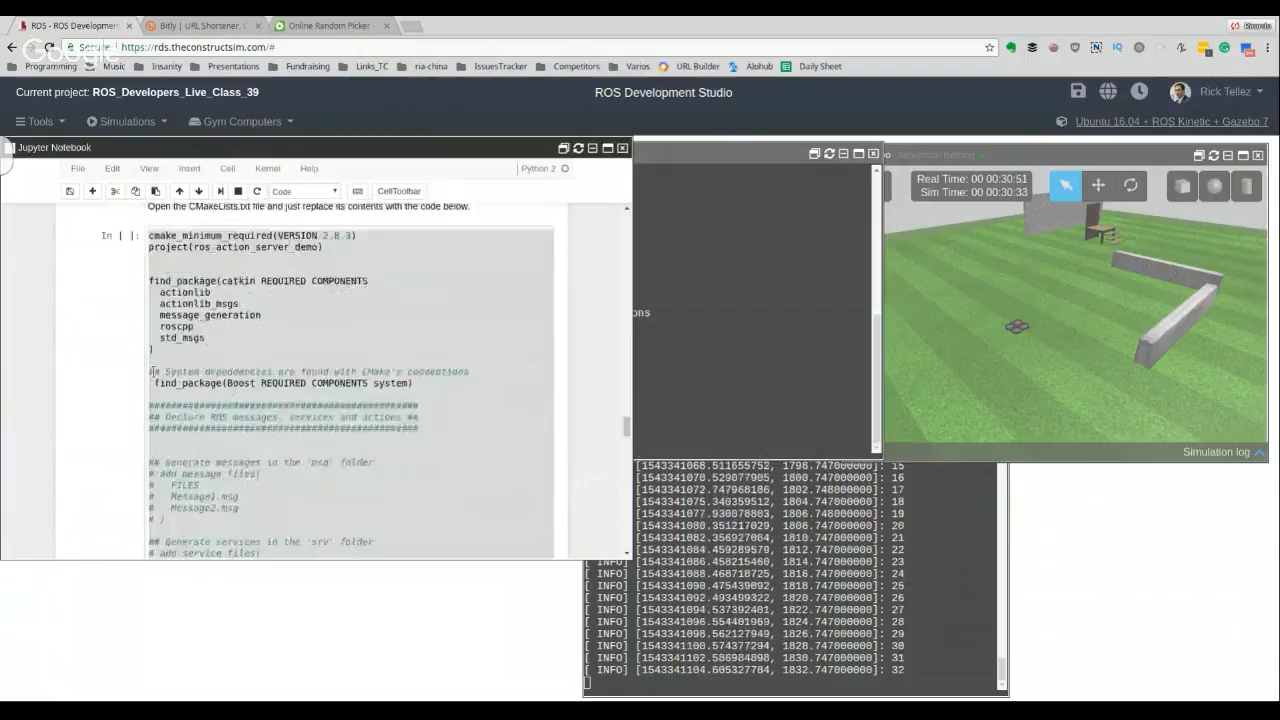 RDS - ROS Developmen
Bitly | URL Shortener, C
Online Random Picker -
Ricardo
Secure
https://rds.theconstructsim.com/#
Google
Programming
Music
Insanity
Presentations
Fundraising
Links_TC
ria-china
IssuesTracker
Competitors
Varios
URL Builder
Alohub
Daily Sheet
Current project: ROS_Developers_Live_Class_39
ROS Development Studio
Rick Tellez
Tools
Simulations
Gym Computers
Ubuntu 16.04 + ROS Kinetic + Gazebo 7
Jupyter Notebook
File Edit View Insert Cell Kernel Help
Python 2
Code
CellToolbar
Open the CMakeLists.txt file and just replace its contents with the code below.
In [ ]:
cmake_minimum_required(VERSION 2.8.3)
project(ros_action_server_demo)
find_package(catkin REQUIRED COMPONENTS
actionlib
actionlib_msgs
message_generation
roscpp
std_msgs
)
## System dependencies are found with CMake's conventions
find_package(Boost REQUIRED COMPONENTS system)
################################################
## Declare ROS messages, services and actions ##
################################################
## Generate messages in the 'msg' folder
# add_message_files(
# FILES
# Message1.msg
# Message2.msg
# )
## Generate services in the 'srv' folder
# add_service_files(
ons
bo
Simulation running
Real Time: 00 00:30:51
Sim Time: 00 00:30:33
Simulation log
[1543341068.511655752, 1798.747000000]: 15
[1543341070.529077905, 1800.747000000]: 16
[1543341072.747968186, 1802.748000000]: 17
[1543341075.340359512, 1804.747000000]: 18
[1543341077.930078803, 1806.748000000]: 19
[1543341080.351217029, 1808.747000000]: 20
[1543341082.356927064, 1810.747000000]: 21
[1543341084.459289579, 1812.747000000]: 22
[ INFO] [1543341086.458215460, 1814.747000000]: 23
[ INFO] [1543341088.468718725, 1816.747000000]: 24
[ INFO] [1543341090.475439092, 1818.747000000]: 25
[ INFO] [1543341092.493499322, 1820.747000000]: 26
[ INFO] [1543341094.537392401, 1822.747000000]: 27
[ INFO] [1543341096.554401969, 1824.747000000]: 28
[ INFO] [1543341098.562127949, 1826.747000000]: 29
[ INFO] [1543341100.574377294, 1828.747000000]: 30
[ INFO] [1543341102.586984898, 1830.747000000]: 31
[ INFO] [1543341104.605327784, 1832.747000000]: 32